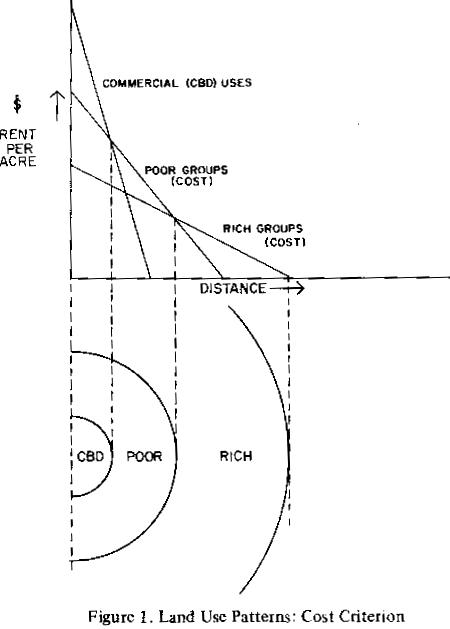 COMMERCIAL (CBD) USES
$
RENT
PER
ACRE
POOR GROUPS
(COST)
RICH GROUPS
(COST)
DISTANCE
CBD
POOR
RICH
Figure 1. Land Use Patterns: Cost Criterion